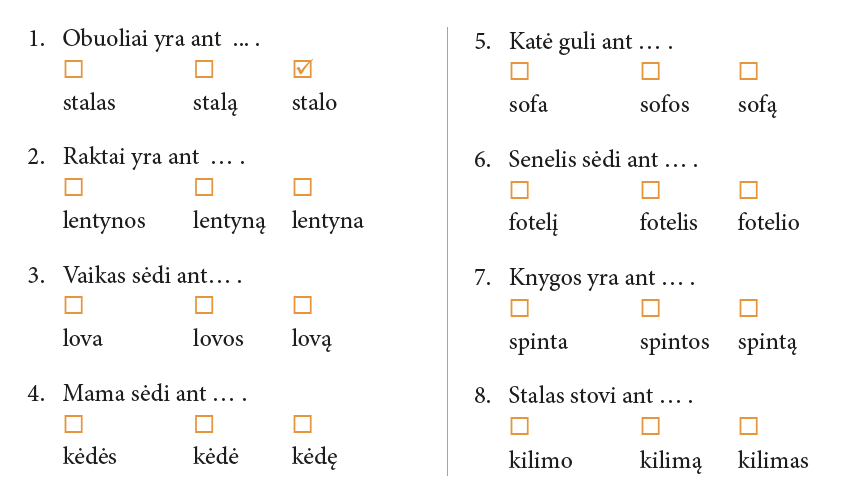 1. Obuoliai yra ant ... .
☐ ☐ ☑
stalas stalą stalo
2. Raktai yra ant ... .
☐ ☐ ☐
lentynos lentyną lentyna
3. Vaikas sėdi ant... .
☐ ☐ ☐
lova lovos lovą
4. Mama sėdi ant ... .
☐ ☐ ☐
kėdės kėdė kėdę
5. Katė guli ant ... .
☐ ☐ ☐
sofa sofos sofą
6. Senelis sėdi ant ... .
☐ ☐ ☐
fotelį fotelis fotelio
7. Knygos yra ant ... .
☐ ☐ ☐
spinta spintos spintą
8. Stalas stovi ant ... .
☐ ☐ ☐
kilimo kilimą kilimas